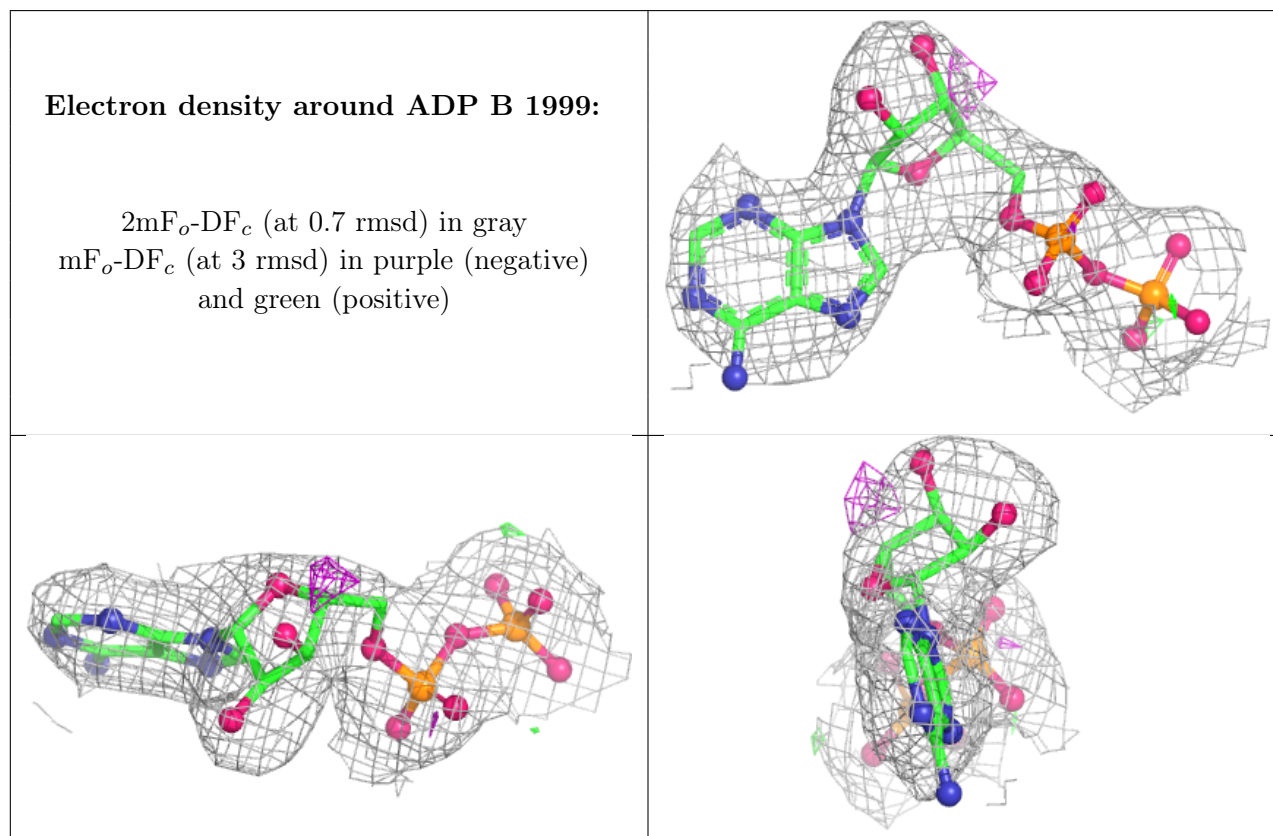 Electron density around ADP B 1999:
2mFo-DFc (at 0.7 rmsd) in gray
mFo-DFc (at 3 rmsd) in purple (negative)
and green (positive)